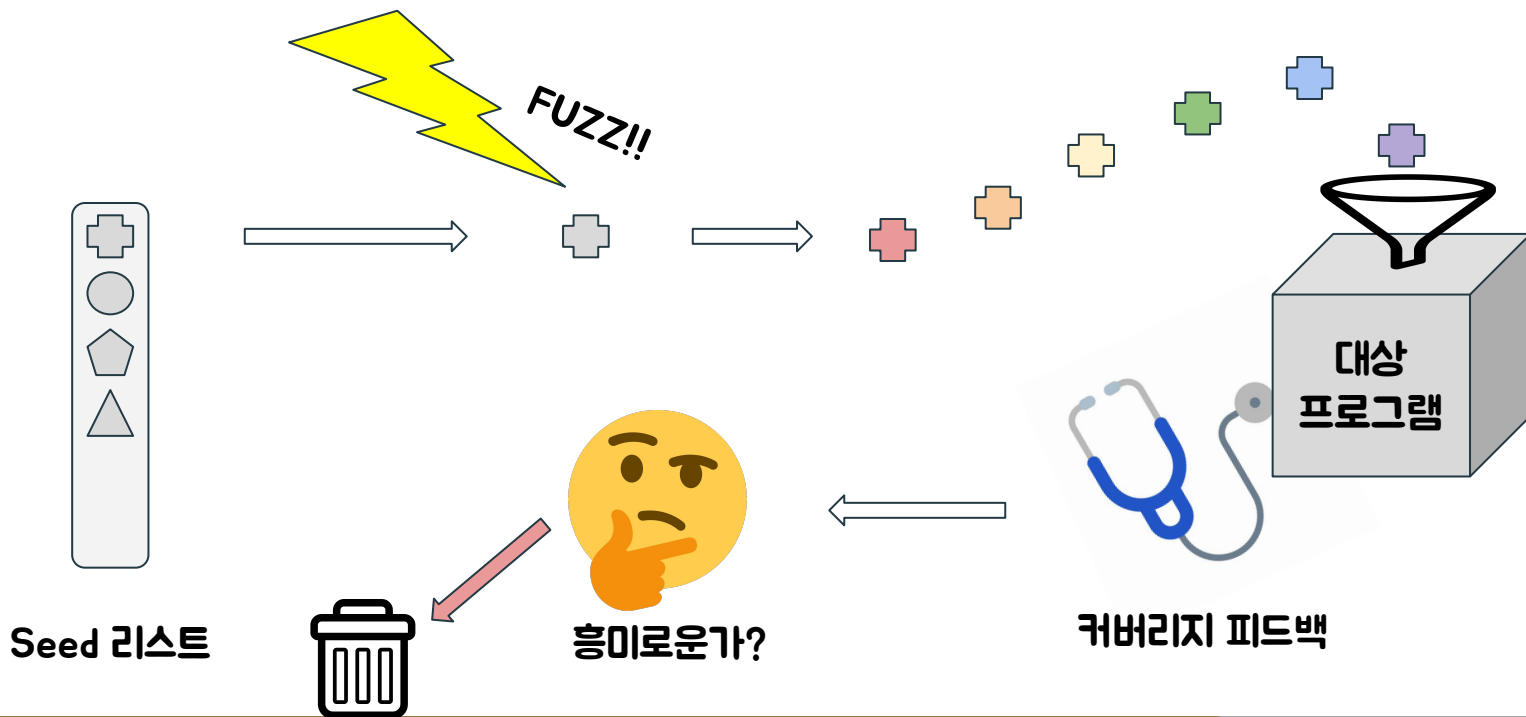 FUZZ!!
대상
프로그램
Seed 리스트
흥미로운가?
커버리지 피드백